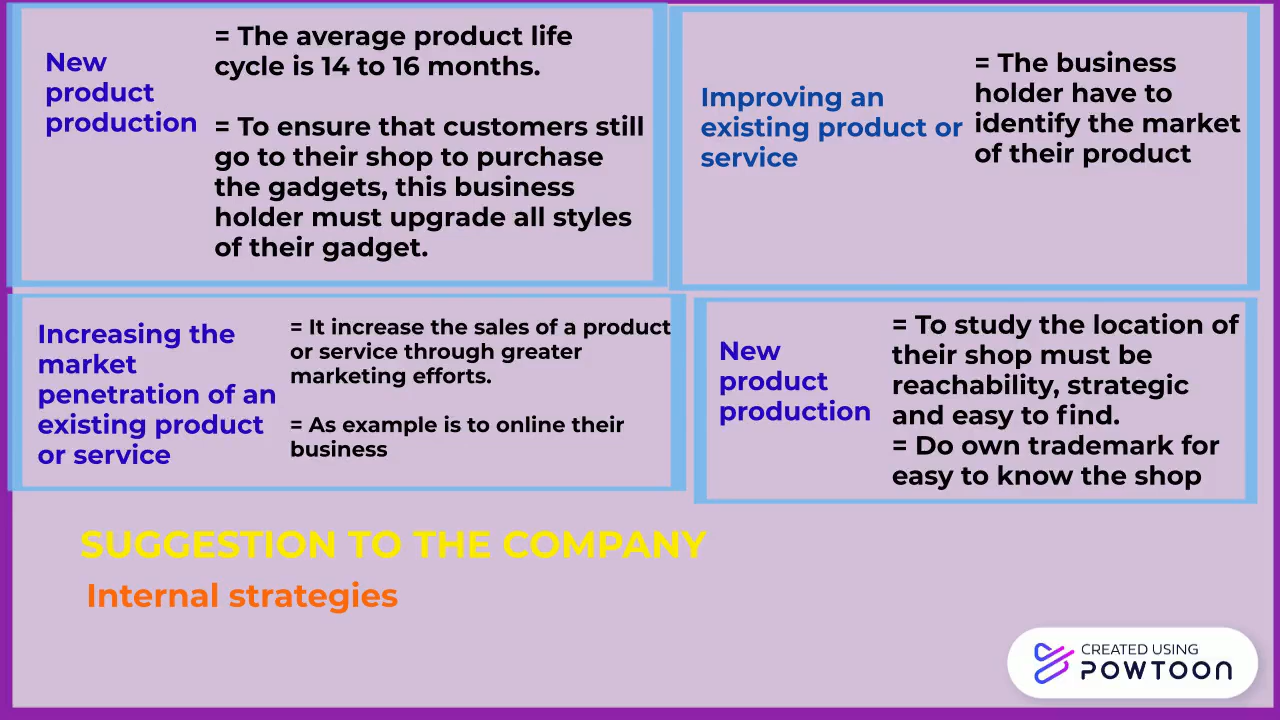 New
product
production
= The average product life
cycle is 14 to 16 months.
= To ensure that customers still
go to their shop to purchase
the gadgets, this business
holder must upgrade all styles
of their gadget.
Improving an
existing product or
service
= The business
holder have to
identify the market
of their product
Increasing the
market
penetration of an
existing product
or service
= It increase the sales of a product
or service through greater
marketing efforts.
= As example is to online their
business
New
product
production
= To study the location of
their shop must be
reachability, strategic
and easy to find.
= Do own trademark for
easy to know the shop
SUGGESTION TO THE COMPANY
Internal strategies
CREATED USING
POWTOON